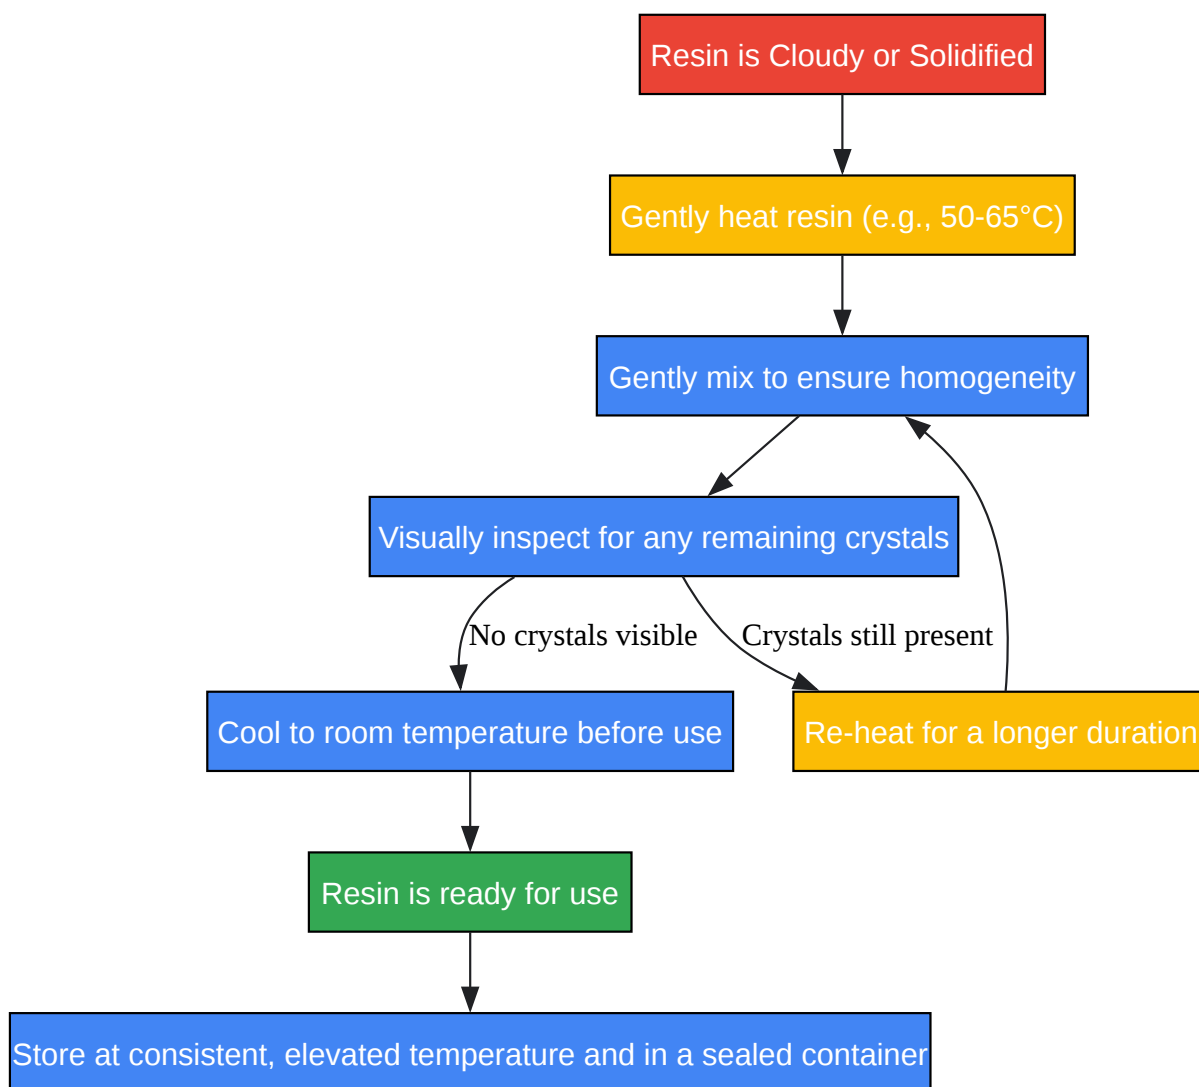 Resin is Cloudy or Solidified
Gently heat resin (e.g., 50-65°C)
Gently mix to ensure homogeneity
Visually inspect for any remaining crystals
No crystals visible
Crystals still present
Cool to room temperature before use
Re-heat for a longer duration
Resin is ready for use
Store at consistent, elevated temperature and in a sealed container